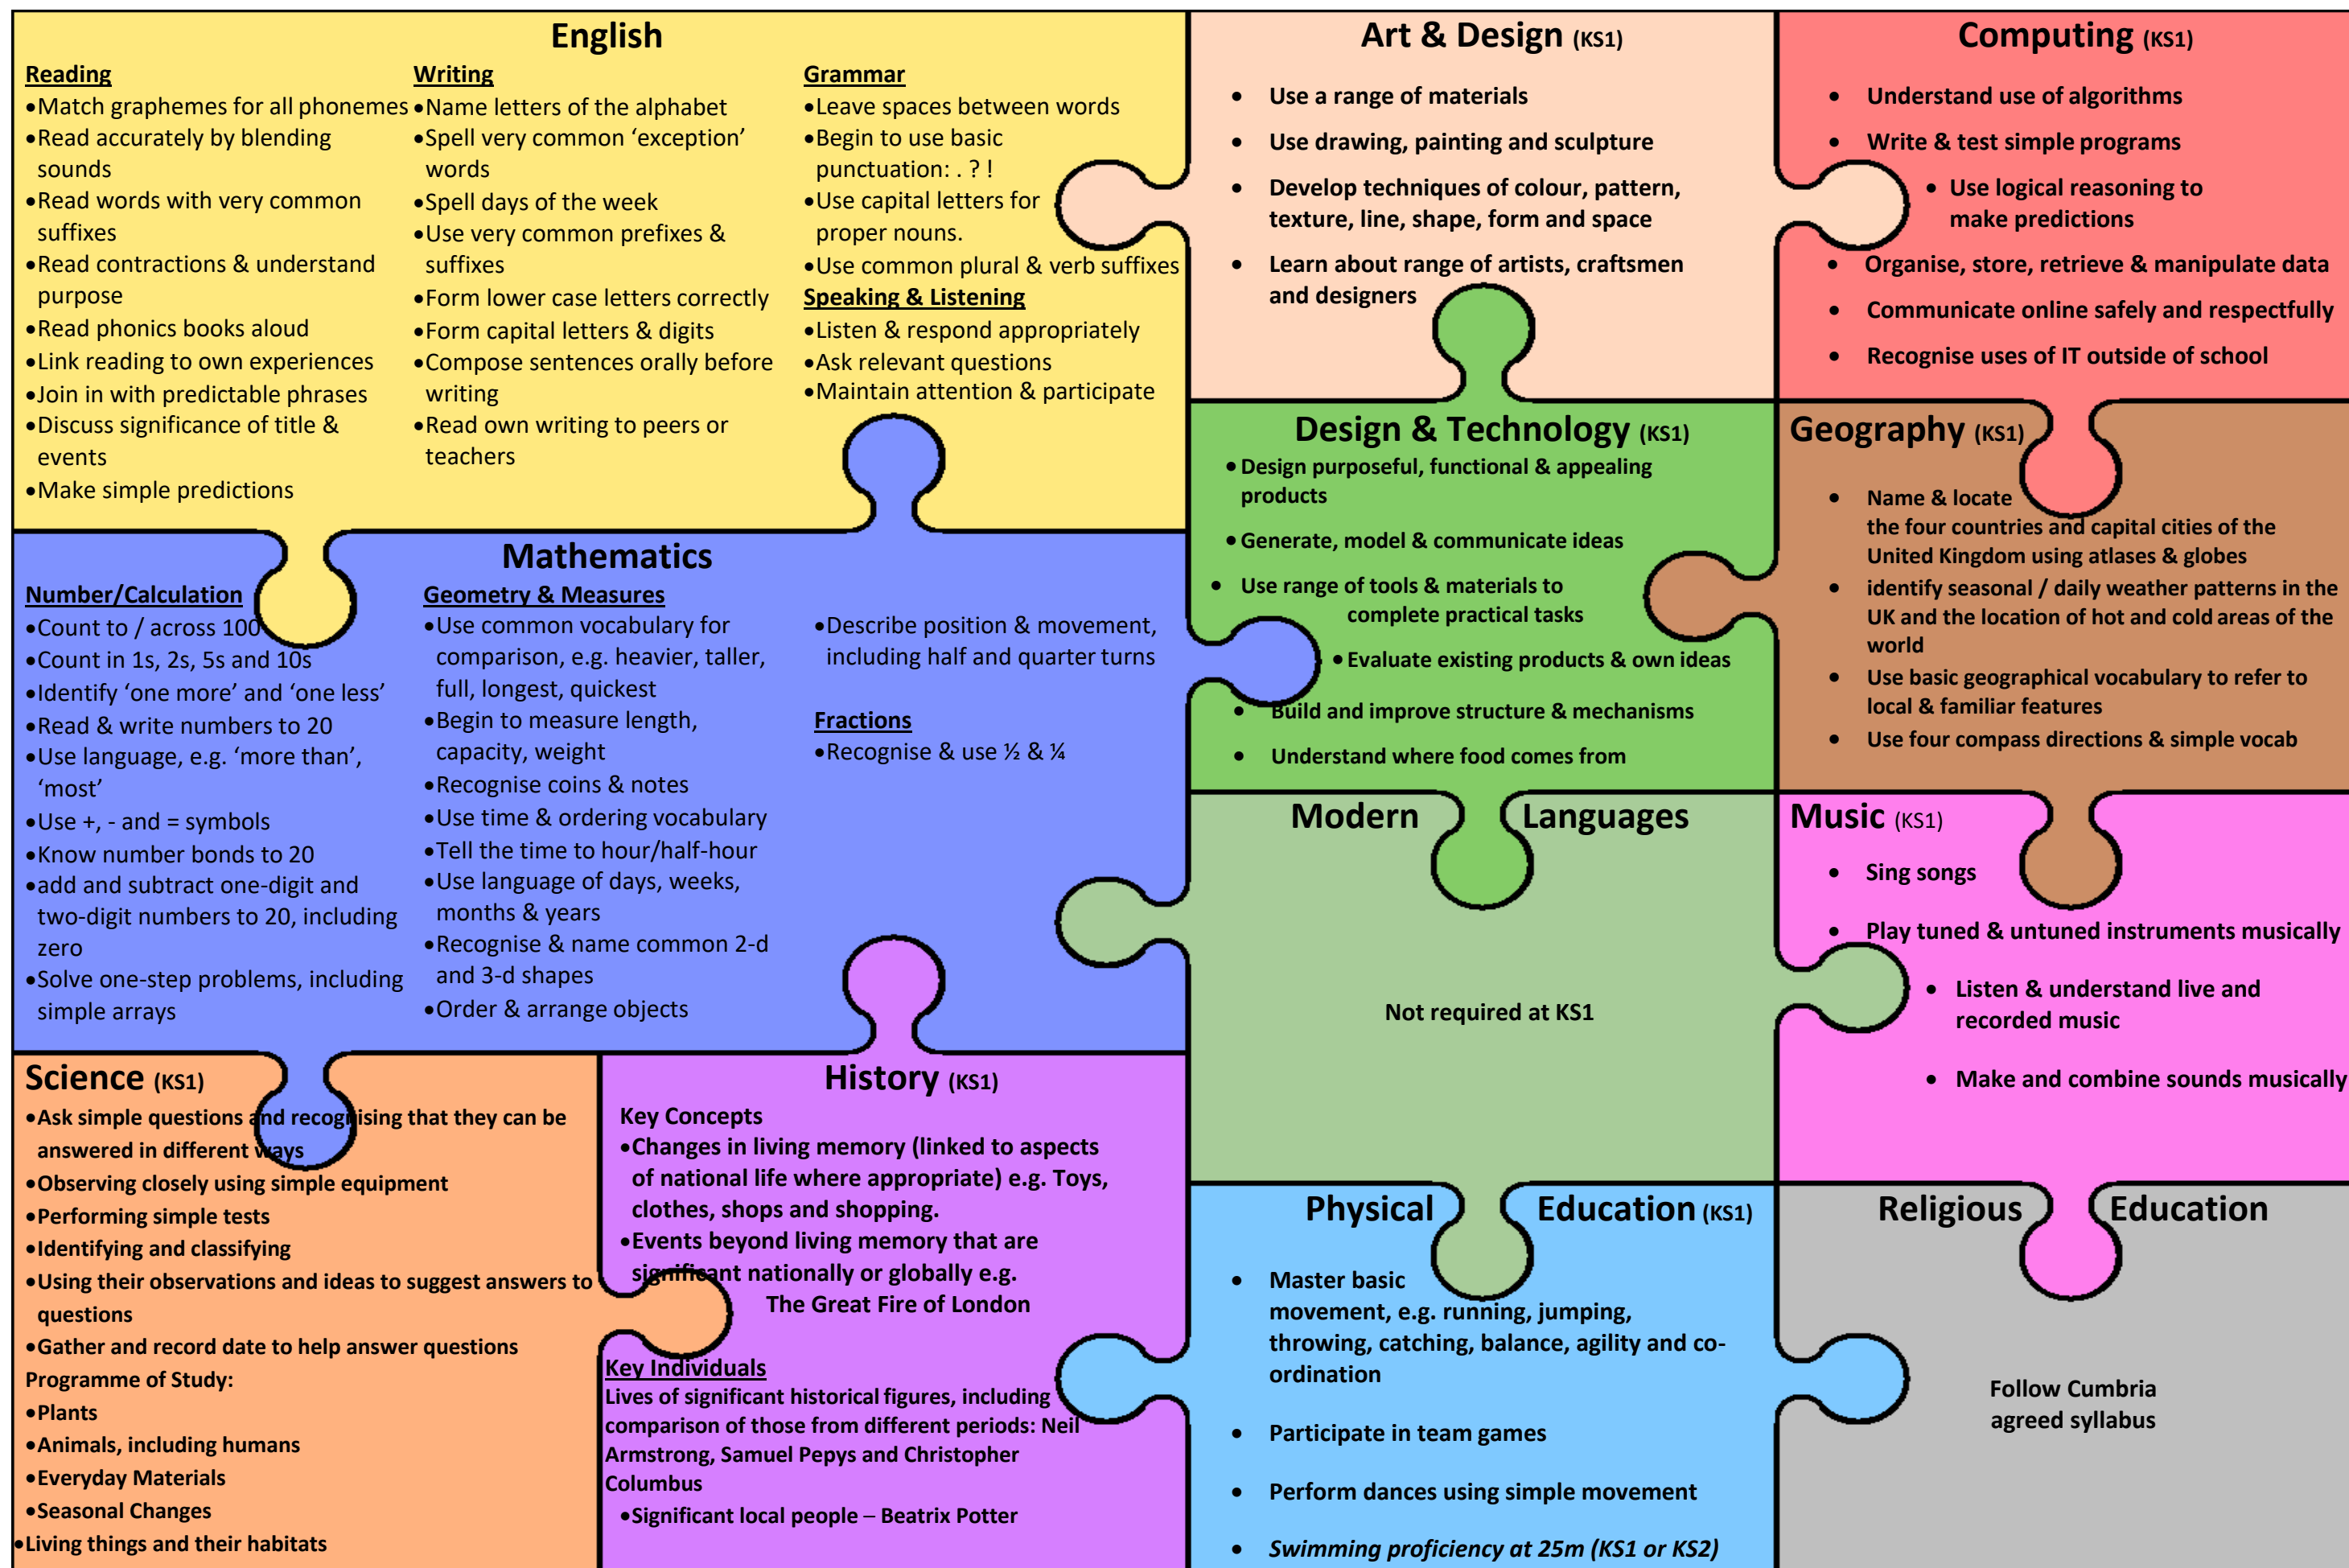 English
Reading
•Match graphemes for all phonemes
•Read accurately by blending
sounds
•Read words with very common
suffixes
•Read contractions & understand
purpose
•Read phonics books aloud
•Link reading to own experiences
•Join in with predictable phrases
•Discuss significance of title &
events
•Make simple predictions
Writing
•Name letters of the alphabet
•Spell very common ‘exception’
words
•Spell days of the week
•Use very common prefixes &
suffixes
•Form lower case letters correctly
•Form capital letters & digits
•Compose sentences orally before
writing
•Read own writing to peers or
teachers
Grammar
•Leave spaces between words
•Begin to use basic
punctuation: . ? !
•Use capital letters for
proper nouns.
•Use common plural & verb suffixes
Speaking & Listening
•Listen & respond appropriately
•Ask relevant questions
•Maintain attention & participate
Art & Design (KS1)
• Use a range of materials
• Use drawing, painting and sculpture
• Develop techniques of colour, pattern,
texture, line, shape, form and space
• Learn about range of artists, craftsmen
and designers
Computing (KS1)
• Understand use of algorithms
• Write & test simple programs
• Use logical reasoning to
make predictions
• Organise, store, retrieve & manipulate data
• Communicate online safely and respectfully
• Recognise uses of IT outside of school
Mathematics
Number/Calculation
•Count to / across 100
•Count in 1s, 2s, 5s and 10s
•Identify ‘one more’ and ‘one less’
•Read & write numbers to 20
•Use language, e.g. ‘more than’,
‘most’
•Use +, - and = symbols
•Know number bonds to 20
•add and subtract one-digit and
two-digit numbers to 20, including
zero
•Solve one-step problems, including
simple arrays
Geometry & Measures
•Use common vocabulary for
comparison, e.g. heavier, taller,
full, longest, quickest
•Begin to measure length,
capacity, weight
•Recognise coins & notes
•Use time & ordering vocabulary
•Tell the time to hour/half-hour
•Use language of days, weeks,
months & years
•Recognise & name common 2-d
and 3-d shapes
•Order & arrange objects
•Describe position & movement,
including half and quarter turns
Fractions
•Recognise & use ½ & ¼
Design & Technology (KS1)
•Design purposeful, functional & appealing
products
•Generate, model & communicate ideas
• Use range of tools & materials to
complete practical tasks
•Evaluate existing products & own ideas
• Build and improve structure & mechanisms
• Understand where food comes from
Geography (KS1)
• Name & locate
the four countries and capital cities of the
United Kingdom using atlases & globes
• identify seasonal / daily weather patterns in the
UK and the location of hot and cold areas of the
world
• Use basic geographical vocabulary to refer to
local & familiar features
• Use four compass directions & simple vocab
Modern Languages
Not required at KS1
Music (KS1)
• Sing songs
• Play tuned & untuned instruments musically
• Listen & understand live and
recorded music
• Make and combine sounds musically
Science (KS1)
•Ask simple questions and recognising that they can be
answered in different ways
•Observing closely using simple equipment
•Performing simple tests
•Identifying and classifying
•Using their observations and ideas to suggest answers to
questions
•Gather and record date to help answer questions
Programme of Study:
•Plants
•Animals, including humans
•Everyday Materials
•Seasonal Changes
•Living things and their habitats
History (KS1)
Key Concepts
•Changes in living memory (linked to aspects
of national life where appropriate) e.g. Toys,
clothes, shops and shopping.
•Events beyond living memory that are
significant nationally or globally e.g.
The Great Fire of London
Key Individuals
Lives of significant historical figures, including
comparison of those from different periods: Neil
Armstrong, Samuel Pepys and Christopher
Columbus
•Significant local people – Beatrix Potter
Physical Education (KS1)
• Master basic
movement, e.g. running, jumping,
throwing, catching, balance, agility and co-
ordination
• Participate in team games
• Perform dances using simple movement
• Swimming proficiency at 25m (KS1 or KS2)
Religious Education
Follow Cumbria
agreed syllabus